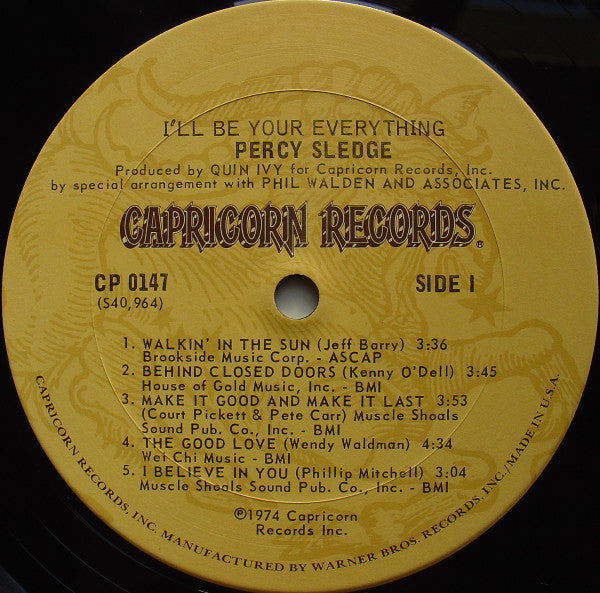 I'LL BE YOUR EVERYTHING
PERCY SLEDGE
Produced by QUIN IVY for Capricorn Records, Inc.
by special arrangement with PHIL WALDEN AND ASSOCIATES, INC.
CAPRICORN RECORDS®
CP 0147
(S40,964)
SIDE I
1. WALKIN' IN THE SUN (Jeff Barry) 3:36
Brookside Music Corp. - ASCAP
2. BEHIND CLOSED DOORS (Kenny O'Dell) 3:45
House of Gold Music, Inc. - BMI
3. MAKE IT GOOD AND MAKE IT LAST 3:53
(Court Pickett & Pete Carr) Muscle Shoals
Sound Pub. Co., Inc. - BMI
4. THE GOOD LOVE (Wendy Waldman) 4:34
Wei Chi Music - BMI
5. I BELIEVE IN YOU (Phillip Mitchell) 3:04
Muscle Shoals Sound Pub. Co., Inc. - BMI
℗1974 Capricorn
Records Inc.
CAPRICORN RECORDS, INC. MANUFACTURED BY WARNER BROS. RECORDS, INC./MADE IN U.S.A.